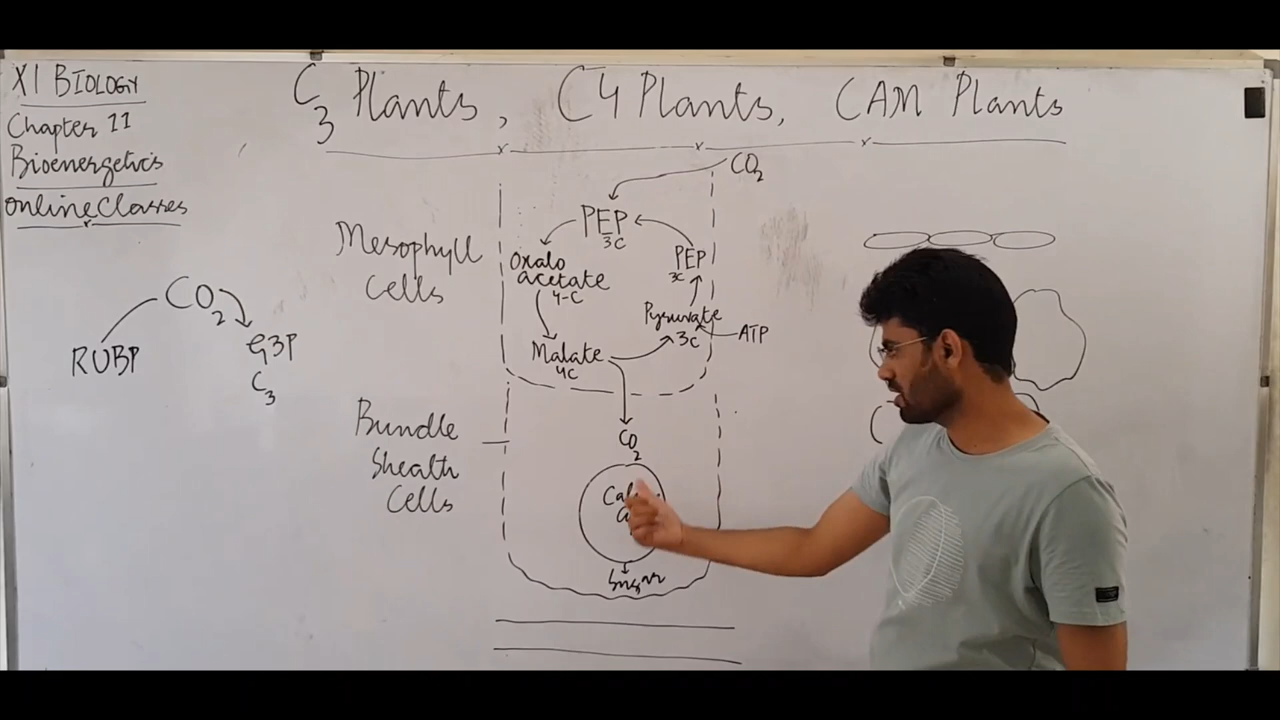 XI BIOLOGY
Chapter 11
Bioenergetics
Online Classes
C3 Plants, C4 Plants, CAM Plants
CO2
Mesophyll
Cells
PEP
3C
Oxalo
acetate
4-C
PEP
3C
Pyruvate
3C
ATP
Malate
4C
CO2
RUBP
G3P
C3
Bundle
Sheath
Cells
CO2
Sugar